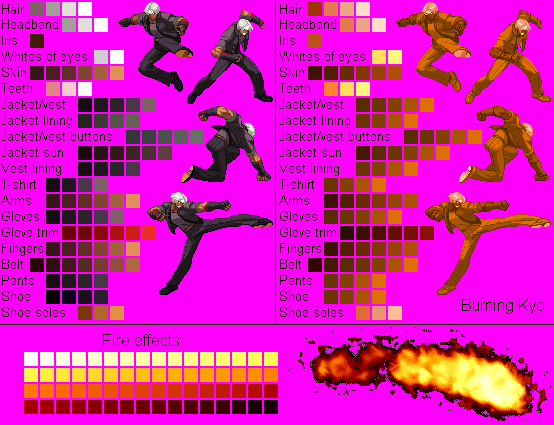 Hair
Headband
Iris
Whites of eyes
Skin
Teeth
Jacket/vest
Jacket lining
Jacket/vest buttons
Jacket sun
Vest lining
T-shirt
Arms
Gloves
Glove trim
Fingers
Belt
Pants
Shoe
Shoe soles
Hair
Headband
Iris
Whites of eyes
Skin
Teeth
Jacket/vest
Jacket lining
Jacket/vest buttons
Jacket sun
Vest lining
T-shirt
Arms
Gloves
Glove trim
Fingers
Belt
Pants
Shoe
Shoe soles
Burning Kyo
Fire effects